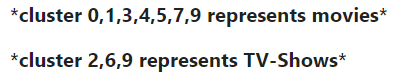 *cluster 0,1,3,4,5,7,9 represents movies*
*cluster 2,6,9 represents TV-Shows*